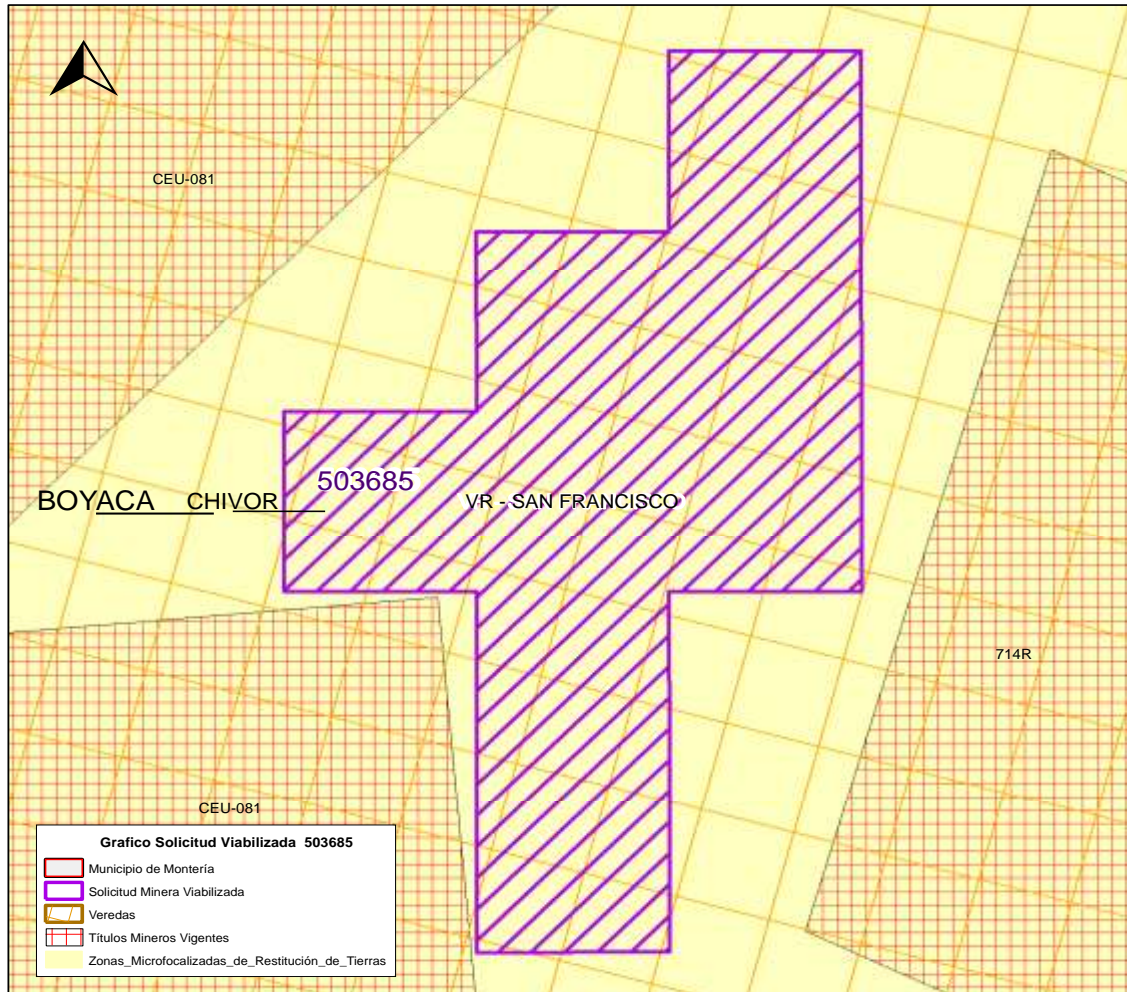 CEU-081
503685
BOYACA CHIVOR VR - SAN FRANCISCO
714R
CEU-081
Grafico Solicitud Viabilizada 503685
Municipio de Montería
Solicitud Minera Viabilizada
Veredas
Títulos Mineros Vigentes
Zonas_Microfocalizadas_de_Restitución_de_Tierras